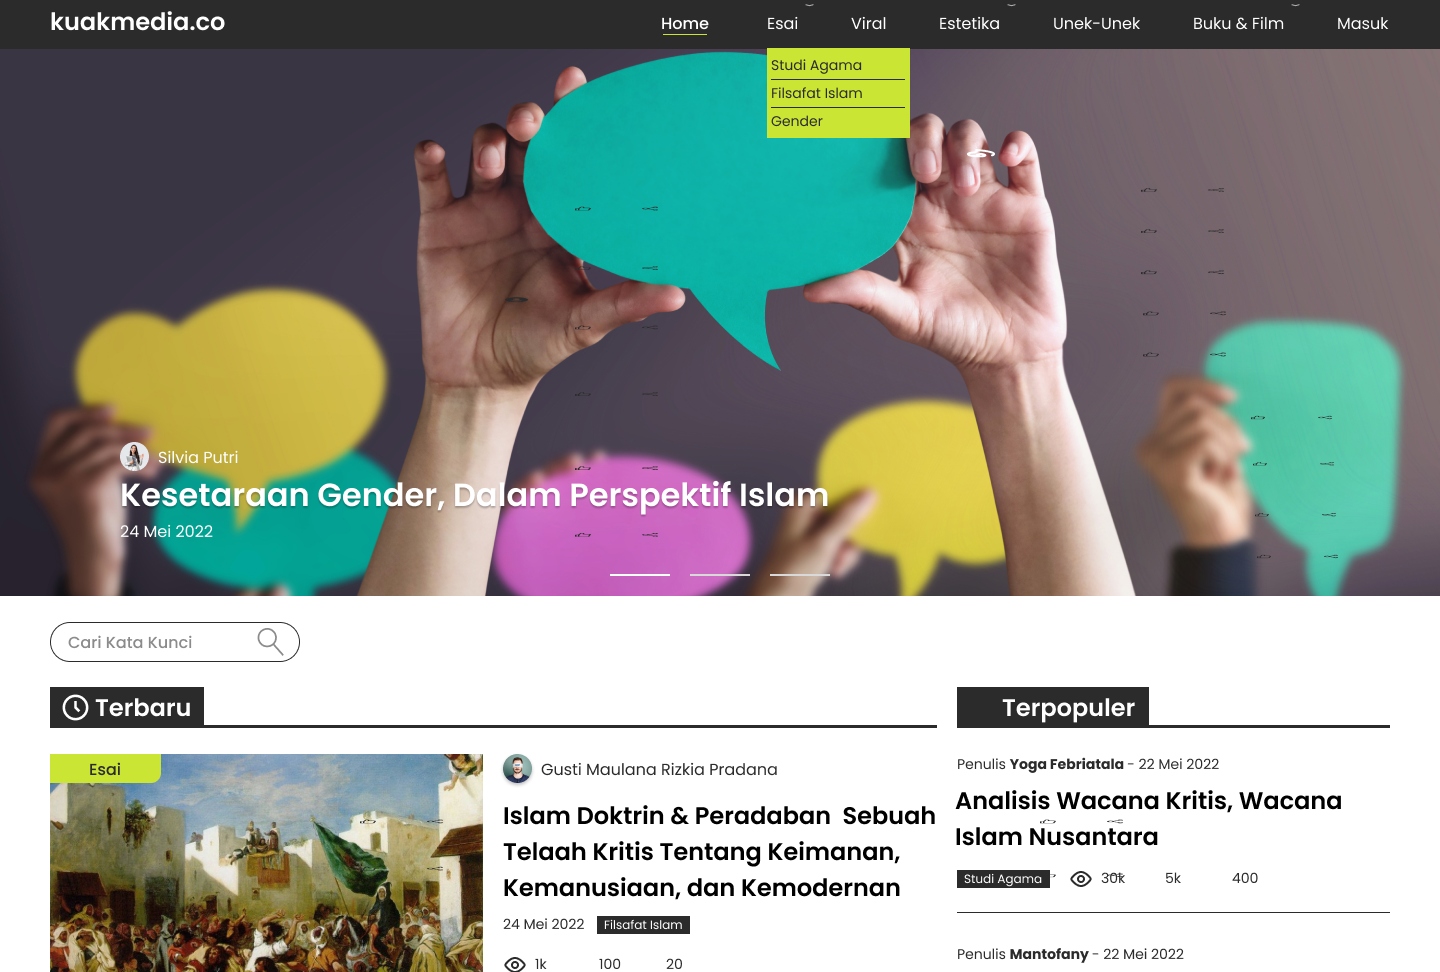 kuakmedia.co
Home Esai Viral Estetika Unek-Unek Buku & Film Masuk
Studi Agama
Filsafat Islam
Gender
Silvia Putri
Kesetaraan Gender, Dalam Perspektif Islam
24 Mei 2022
Cari Kata Kunci
Terbaru
Esai
Gusti Maulana Rizkia Pradana
Islam Doktrin & Peradaban Sebuah
Telaah Kritis Tentang Keimanan,
Kemanusiaan, dan Kemodernan
24 Mei 2022 Filsafat Islam
1k 100 20
Terpopuler
Penulis Yoga Febriatala - 22 Mei 2022
Analisis Wacana Kritis, Wacana
Islam Nusantara
Studi Agama 30k 5k 400
Penulis Mantofany - 22 Mei 2022